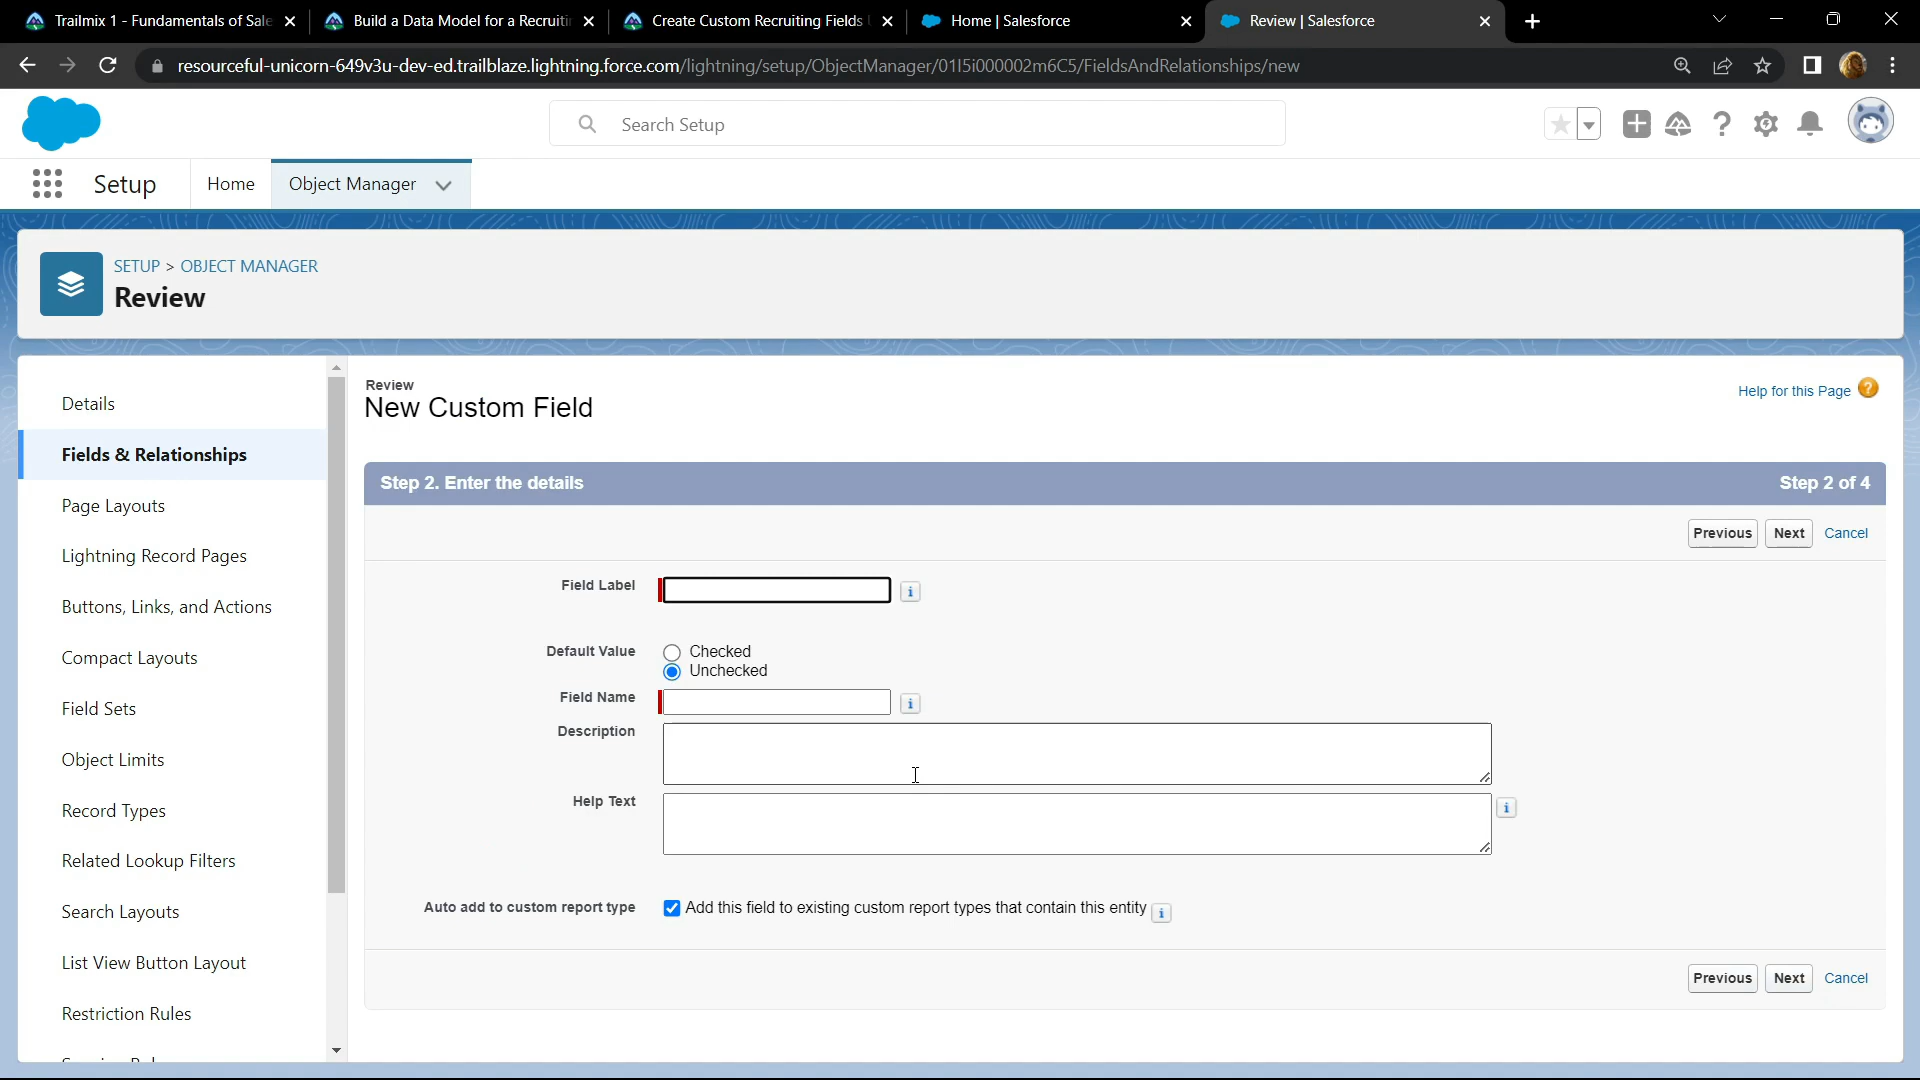 Trailmix 1 - Fundamentals of Sale
Build a Data Model for a Recruitin
Create Custom Recruiting Fields
Home | Salesforce
Review | Salesforce
resourceful-unicorn-649v3u-dev-ed.trailblaze.lightning.force.com/lightning/setup/ObjectManager/01I5i000002m6C5/FieldsAndRelationships/new
Search Setup
Setup
Home
Object Manager
SETUP > OBJECT MANAGER
Review
Details
Fields & Relationships
Page Layouts
Lightning Record Pages
Buttons, Links, and Actions
Compact Layouts
Field Sets
Object Limits
Record Types
Related Lookup Filters
Search Layouts
List View Button Layout
Restriction Rules
Review
New Custom Field
Help for this Page
Step 2. Enter the details
Step 2 of 4
Previous
Next
Cancel
Field Label
Default Value
Checked
Unchecked
Field Name
Description
Help Text
Auto add to custom report type
Add this field to existing custom report types that contain this entity
Previous
Next
Cancel